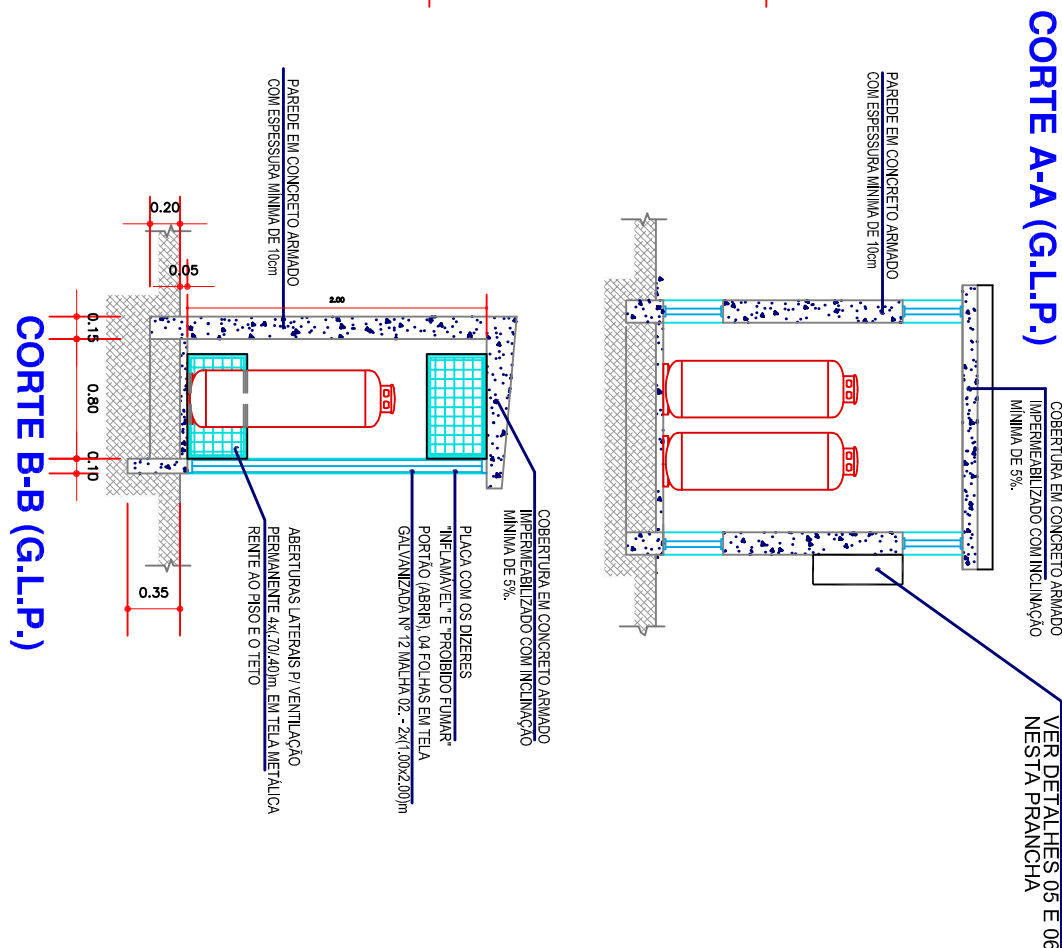 CORTE A-A (G.L.P.)
COBERTURA EM CONCRETO ARMADO
IMPERMEABILIZADO COM INCLINAÇÃO
MÍNIMA DE 5%.
PAREDE EM CONCRETO ARMADO
COM ESPESSURA MÍNIMA DE 10cm
VER DETALHES 05 E 06
NESTA PRANCHA
COBERTURA EM CONCRETO ARMADO
IMPERMEABILIZADO COM INCLINAÇÃO
MÍNIMA DE 5%.
PLACA COM OS DIZERES
"INFLAMÁVEL" E "PROIBIDO FUMAR"
PORTÃO (ABRIR), 04 FOLHAS EM TELA
GALVANIZADA Nº 12 MALHA 02. - 2x(1.00x2.00)m
ABERTURAS LATERAIS P/ VENTILAÇÃO
PERMANENTE 4x(.70/.40)m, EM TELA METÁLICA
RENTE AO PISO E O TETO
PAREDE EM CONCRETO ARMADO
COM ESPESSURA MÍNIMA DE 10cm
2.00
0.20
0.05
0.15
0.80
0.10
0.35
CORTE B-B (G.L.P.)